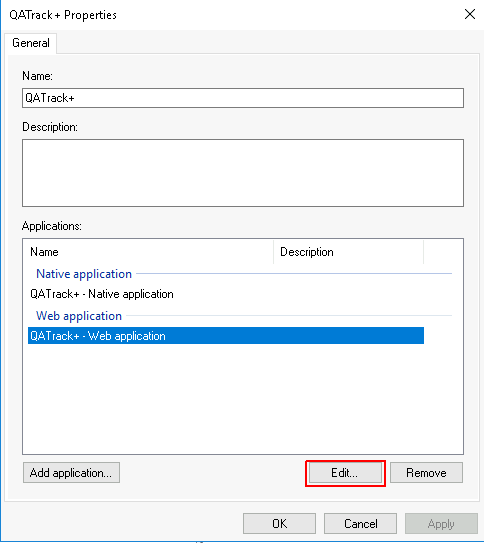 QATrack+ Properties
General
Name:
QATrack+
Description:
Applications:
Name Description
Native application
QATrack+ - Native application
Web application
QATrack+ - Web application
Add application... Edit... Remove
OK Cancel Apply